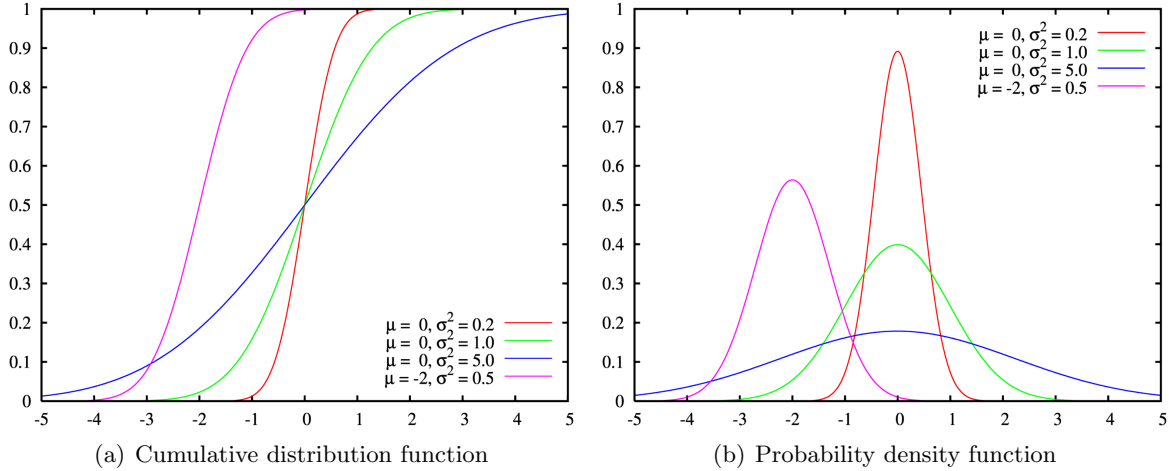 1
0.9
0.8
0.7
0.6
0.5
0.4
0.3
0.2
0.1
0
-5 -4 -3 -2 -1 0 1 2 3 4 5
μ = 0, σ² = 0.2
μ = 0, σ² = 1.0
μ = 0, σ² = 5.0
μ = -2, σ² = 0.5
(a) Cumulative distribution function
1
0.9
0.8
0.7
0.6
0.5
0.4
0.3
0.2
0.1
0
-5 -4 -3 -2 -1 0 1 2 3 4 5
μ = 0, σ² = 0.2
μ = 0, σ² = 1.0
μ = 0, σ² = 5.0
μ = -2, σ² = 0.5
(b) Probability density function